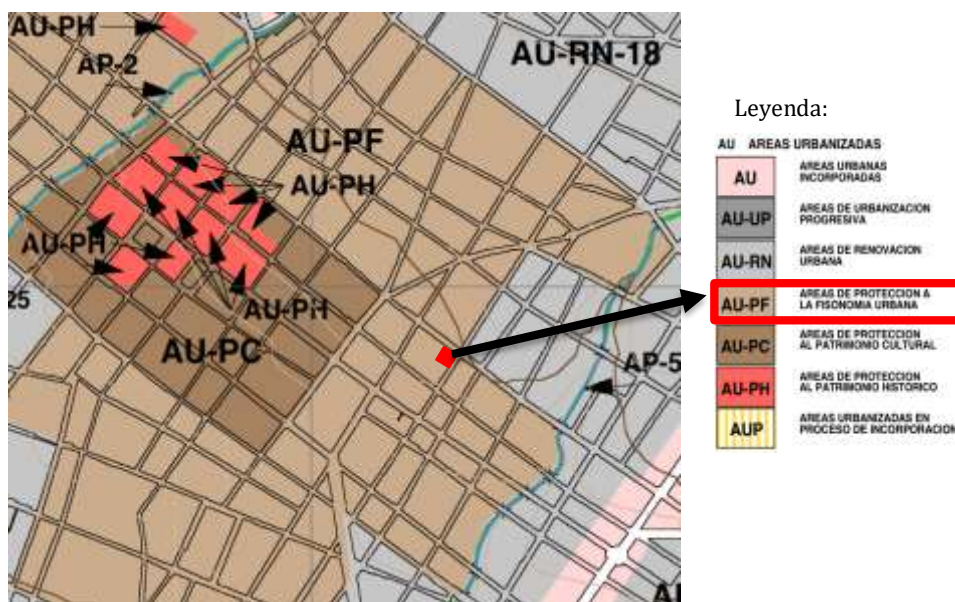 AU-PH
AP-2
AU-RN-18
AU-PF
AU-PH
AU-PH
25
AU-PH
AU-PC
AP-5
Leyenda:
AU AREAS URBANIZADAS
AU AREAS URBANAS
INCORPORADAS
AU-UP AREAS DE URBANIZACION
PROGRESIVA
AU-RN AREAS DE RENOVACION
URBANA
AU-PF AREAS DE PROTECCION A
LA FISONOMIA URBANA
AU-PC AREAS DE PROTECCION
AL PATRIMONIO CULTURAL
AU-PH AREAS DE PROTECCION
AL PATRIMONIO HISTORICO
AUP AREAS URBANIZADAS EN
PROCESO DE INCORPORACION